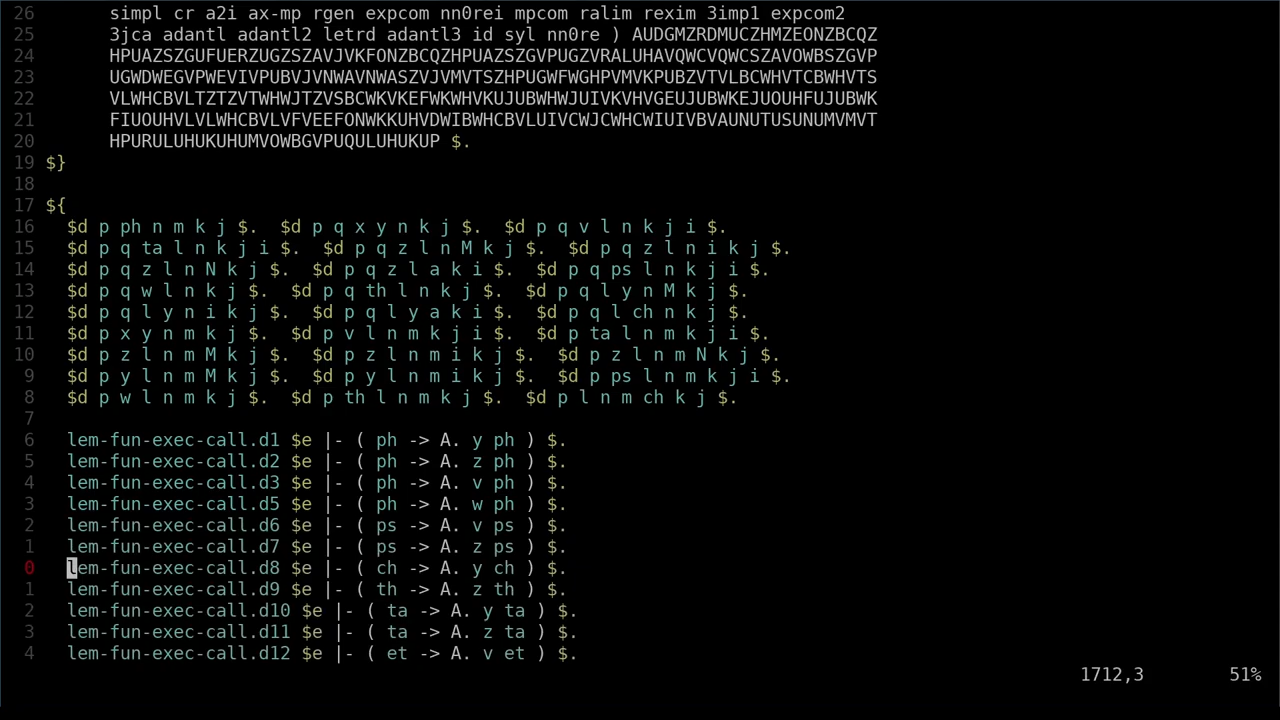 26       simpl cr a2i ax-mp rgen expcom nn0rei mpcom ralim rexim 3imp1 expcom2
25       3jca adantl adantl2 letrd adantl3 id syl nn0re ) AUDGMZRDMUCZHMZEONZBCQZ
24       HPUAZSZGUFUERZUGZSZAVJVKFONZBCQZHPUAZSZGVPUGZVRALUHAVQWCVQWCSZAVOWBSZGVP
23       UGWDWEGVPWEVIVPUBVJVNWAVNWASZVJVMVTSZHPUGWFWGHPVMVKPUBZVTVLBCWHVTCBWHVTS
22       VLWHCBVLTZTZVTWHWJTZVSBCWKVKEFWKWHVKUJUBWHWJUIVKVHVGEUJUBWKEJUOUHFUJUBWK
21       FIUOUHVLVLWHCBVLVFVEEFONWKKUHVDWIBWHCBVLUIVCWJCWHCWIUIVBVAUNUTUSUNUMVMVT
20       HPURULUHUKUHUMVOWBGVPUQULUHUKUP $.
19 $}
18
17 ${
16   $d p ph n m k j $.  $d p q x y n k j $.  $d p q v l n k j i $.
15   $d p q ta l n k j i $.  $d p q z l n M k j $.  $d p q z l n i k j $.
14   $d p q z l n N k j $.  $d p q z l a k i $.  $d p q ps l n k j i $.
13   $d p q w l n k j $.  $d p q th l n k j $.  $d p q l y n M k j $.
12   $d p q l y n i k j $.  $d p q l y a k i $.  $d p q l ch n k j $.
11   $d p x y n m k j $.  $d p v l n m k j i $.  $d p ta l n m k j i $.
10   $d p z l n m M k j $.  $d p z l n m i k j $.  $d p z l n m N k j $.
9   $d p y l n m M k j $.  $d p y l n m i k j $.  $d p ps l n m k j i $.
8   $d p w l n m k j $.  $d p th l n m k j $.  $d p l n m ch k j $.
7
6   lem-fun-exec-call.d1 $e |- ( ph -> A. y ph ) $.
5   lem-fun-exec-call.d2 $e |- ( ph -> A. z ph ) $.
4   lem-fun-exec-call.d3 $e |- ( ph -> A. v ph ) $.
3   lem-fun-exec-call.d5 $e |- ( ph -> A. w ph ) $.
2   lem-fun-exec-call.d6 $e |- ( ps -> A. v ps ) $.
1   lem-fun-exec-call.d7 $e |- ( ps -> A. z ps ) $.
0   lem-fun-exec-call.d8 $e |- ( ch -> A. y ch ) $.
1   lem-fun-exec-call.d9 $e |- ( th -> A. z th ) $.
2   lem-fun-exec-call.d10 $e |- ( ta -> A. y ta ) $.
3   lem-fun-exec-call.d11 $e |- ( ta -> A. z ta ) $.
4   lem-fun-exec-call.d12 $e |- ( et -> A. v et ) $.
1712,3        51%